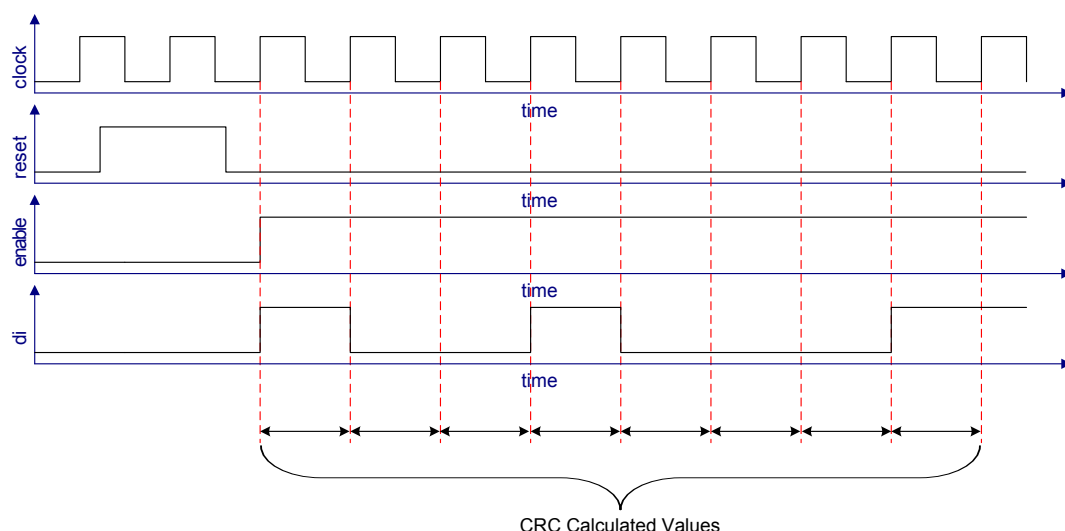 clock
time
reset
time
enable
time
di
time
CRC Calculated Values